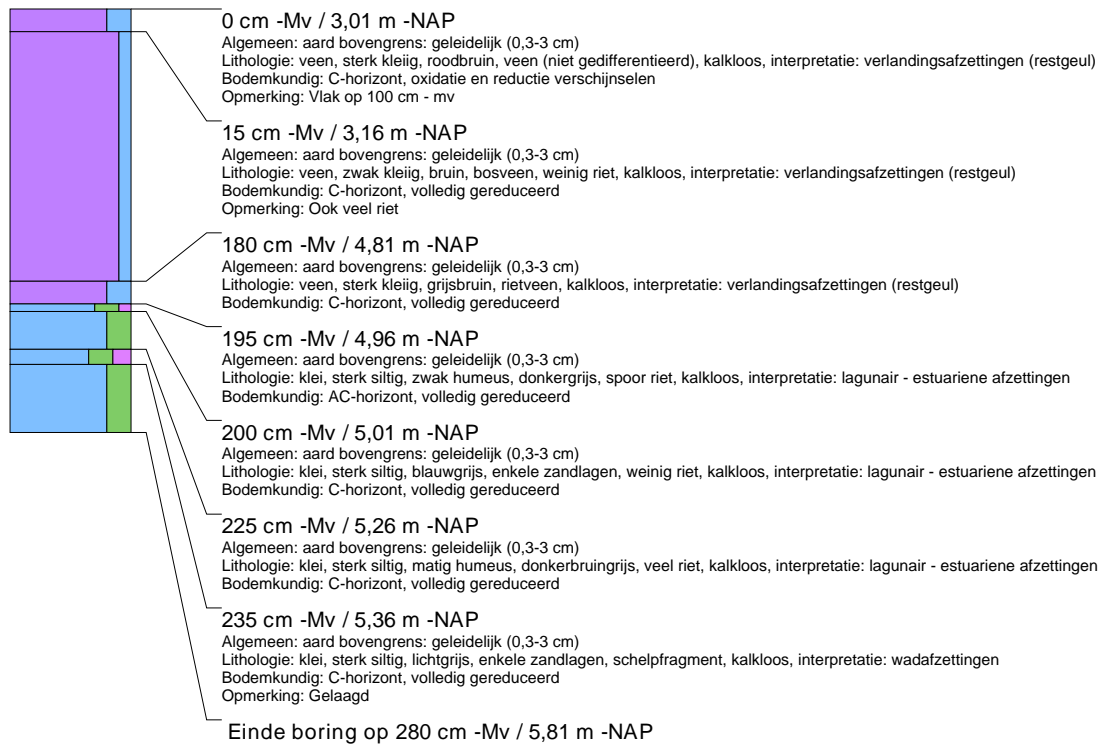 0 cm -Mv / 3,01 m -NAP
Algemeen: aard bovengrens: geleidelijk (0,3-3 cm)
Lithologie: veen, sterk kleiig, roodbruin, veen (niet gedifferentieerd), kalkloos, interpretatie: verlandingsafzettingen (restgeul)
Bodemkundig: C-horizont, oxidatie en reductie verschijnselen
Opmerking: Vlak op 100 cm - mv
15 cm -Mv / 3,16 m -NAP
Algemeen: aard bovengrens: geleidelijk (0,3-3 cm)
Lithologie: veen, zwak kleiig, bruin, bosveen, weinig riet, kalkloos, interpretatie: verlandingsafzettingen (restgeul)
Bodemkundig: C-horizont, volledig gereduceerd
Opmerking: Ook veel riet
180 cm -Mv / 4,81 m -NAP
Algemeen: aard bovengrens: geleidelijk (0,3-3 cm)
Lithologie: veen, sterk kleiig, grijsbruin, rietveen, kalkloos, interpretatie: verlandingsafzettingen (restgeul)
Bodemkundig: C-horizont, volledig gereduceerd
195 cm -Mv / 4,96 m -NAP
Algemeen: aard bovengrens: geleidelijk (0,3-3 cm)
Lithologie: klei, sterk siltig, zwak humeus, donkergrijs, spoor riet, kalkloos, interpretatie: lagunair - estuariene afzettingen
Bodemkundig: AC-horizont, volledig gereduceerd
200 cm -Mv / 5,01 m -NAP
Algemeen: aard bovengrens: geleidelijk (0,3-3 cm)
Lithologie: klei, sterk siltig, blauwgrijs, enkele zandlagen, weinig riet, kalkloos, interpretatie: lagunair - estuariene afzettingen
Bodemkundig: C-horizont, volledig gereduceerd
225 cm -Mv / 5,26 m -NAP
Algemeen: aard bovengrens: geleidelijk (0,3-3 cm)
Lithologie: klei, sterk siltig, matig humeus, donkerbruingrijs, veel riet, kalkloos, interpretatie: lagunair - estuariene afzettingen
Bodemkundig: C-horizont, volledig gereduceerd
235 cm -Mv / 5,36 m -NAP
Algemeen: aard bovengrens: geleidelijk (0,3-3 cm)
Lithologie: klei, sterk siltig, lichtgrijs, enkele zandlagen, schelpfragment, kalkloos, interpretatie: wadafzettingen
Bodemkundig: C-horizont, volledig gereduceerd
Opmerking: Gelaagd
Einde boring op 280 cm -Mv / 5,81 m -NAP